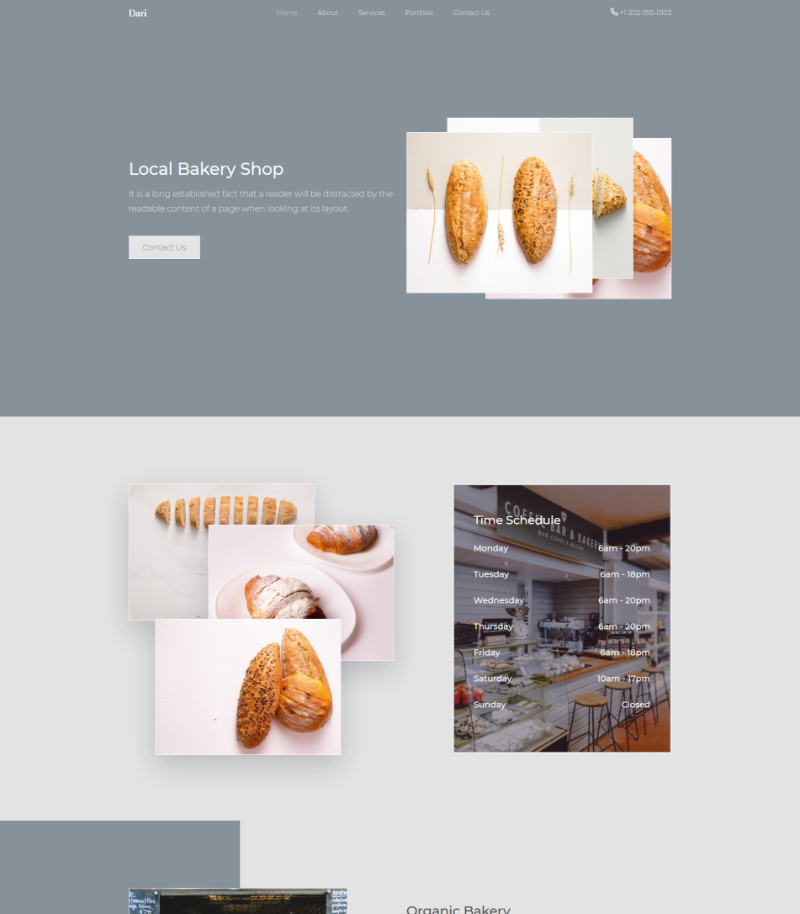 Dari
Home About Services Portfolio Contact Us
+1-202-555-0103
Local Bakery Shop
It is a long established fact that a reader will be distracted by the
readable content of a page when looking at its layout.
Contact Us
COFFEE BAR & BAKERY
Time Schedule
Monday 6am - 20pm
Tuesday 6am - 18pm
Wednesday 6am - 20pm
Thursday 6am - 20pm
Friday 6am - 18pm
Saturday 10am - 17pm
Sunday Closed
Organic Bakery